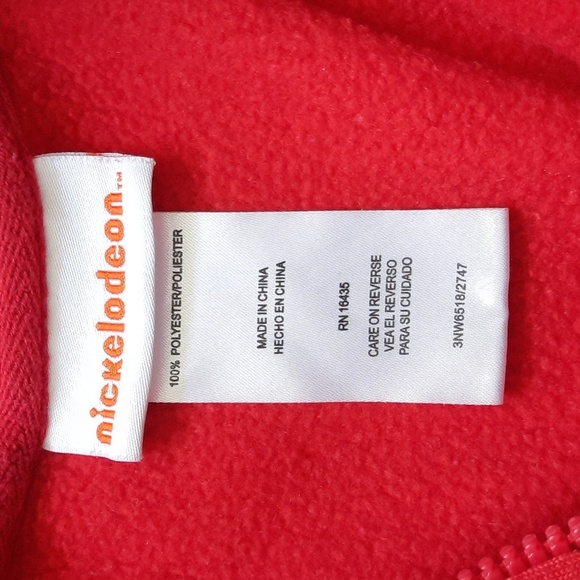 nickelodeon™
100% POLYESTER/POLIESTER
MADE IN CHINA
HECHO EN CHINA
RN 16435
CARE ON REVERSE
VEA EL REVERSO
PARA SU CUIDADO
3NW6518/2747